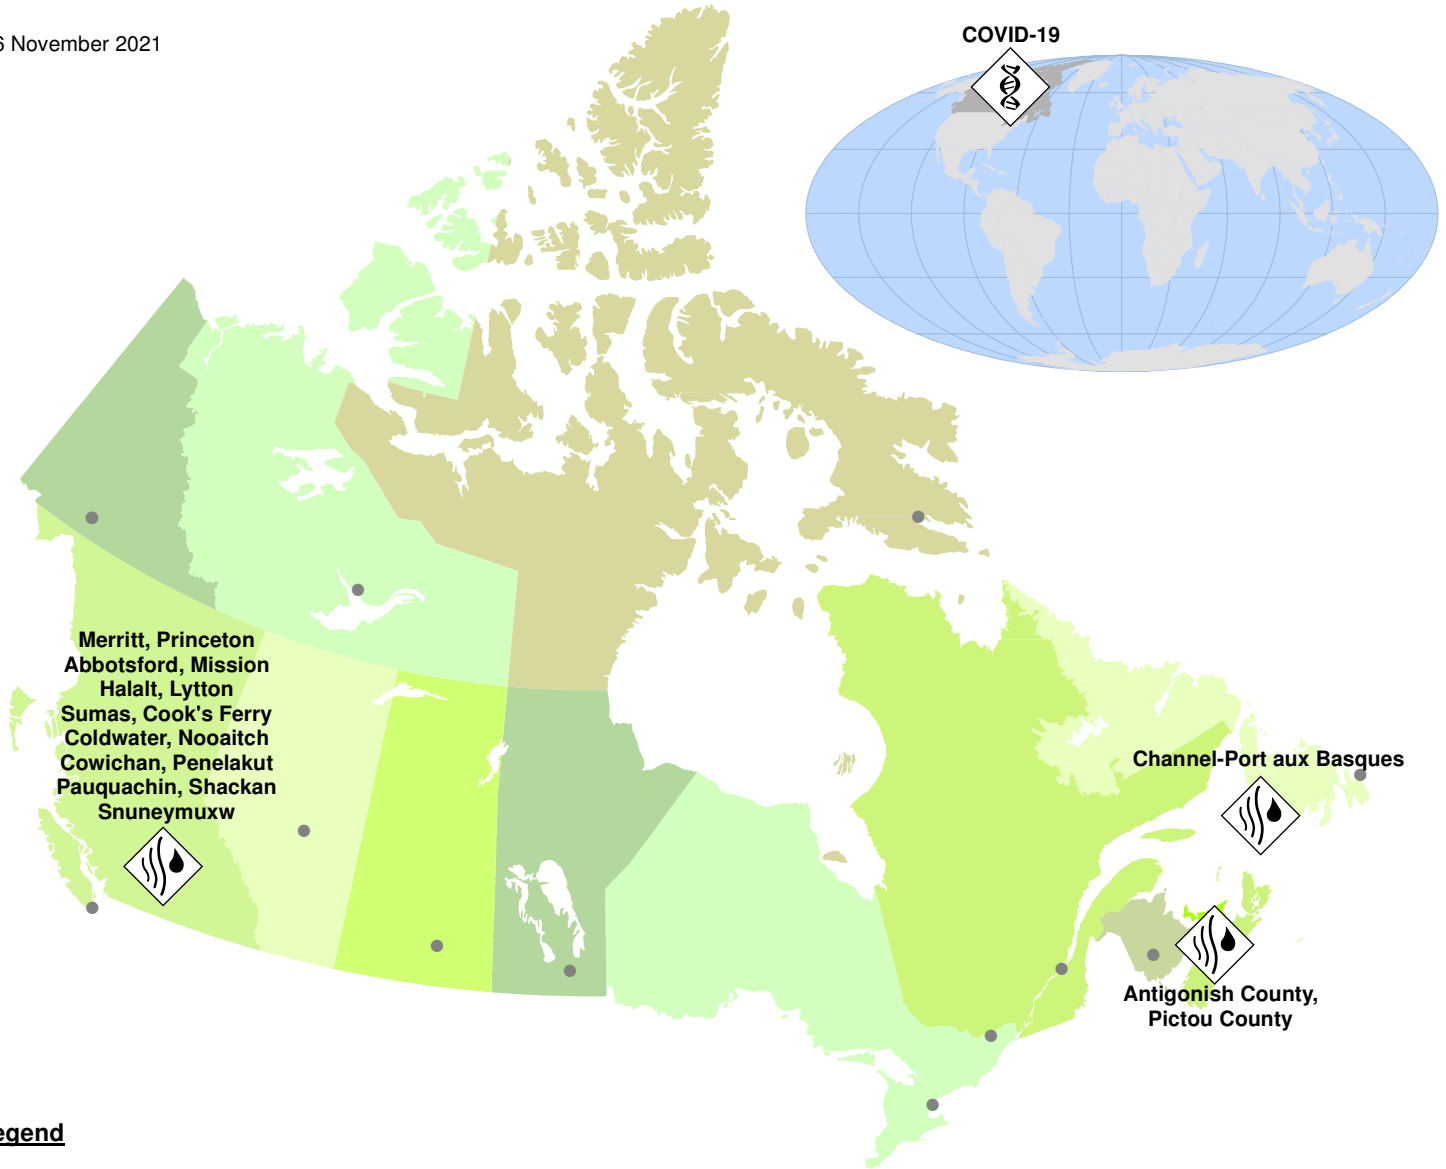 6 November 2021
COVID-19
Merritt, Princeton
Abbotsford, Mission
Halalt, Lytton
Sumas, Cook's Ferry
Coldwater, Nooaitch
Cowichan, Penelakut
Pauquachin, Shackan
Snuneymuxw
Channel-Port aux Basques
Antigonish County,
Pictou County
egend